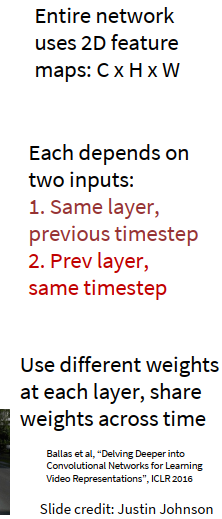 Entire network
uses 2D feature
maps: C x H x W
Each depends on
two inputs:
1. Same layer,
previous timestep
2. Prev layer,
same timestep
Use different weights
at each layer, share
weights across time
Ballas et al, “Delving Deeper into
Convolutional Networks for Learning
Video Representations”, ICLR 2016
Slide credit: Justin Johnson